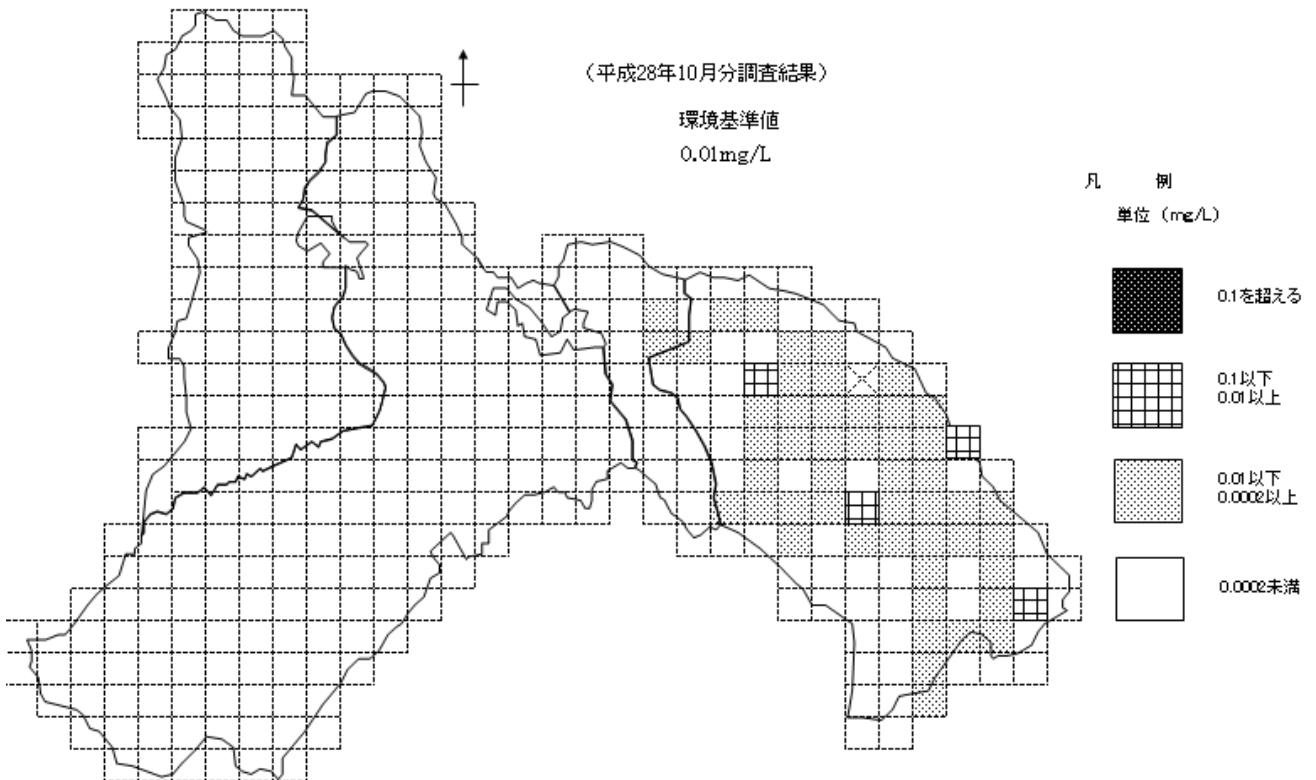 （平成28年10月分調査結果）
環境基準値
0.01mg/L
凡　　例
単位（mg/L）
0.1を超える
0.1以下
0.01以上
0.01以下
0.0002以上
0.0002未満